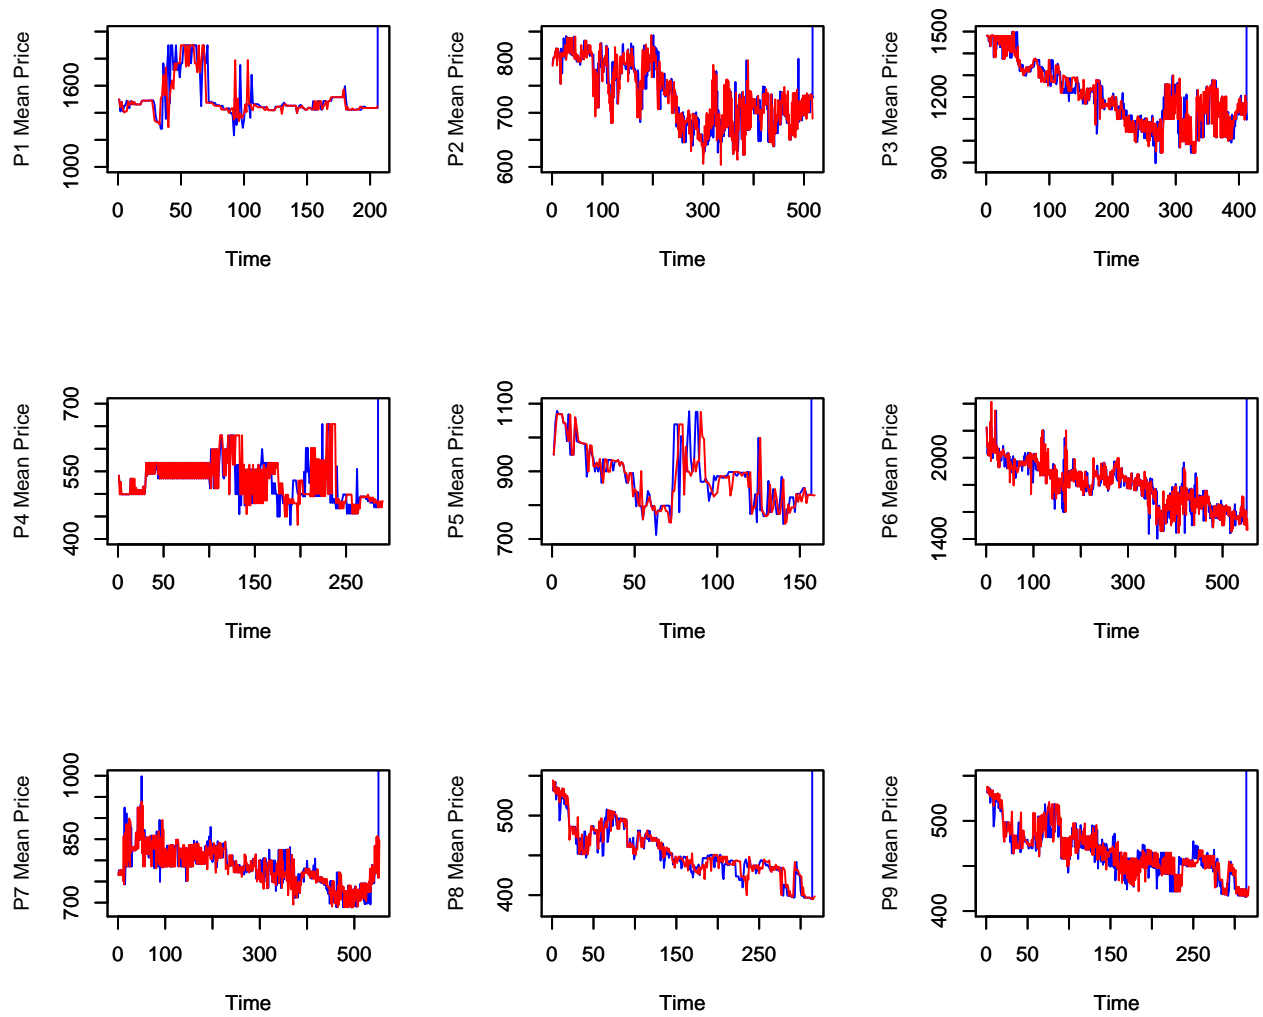 P1 Mean Price
1000 1600
0 50 100 150 200
Time
P2 Mean Price
600 700 800
0 100 300 500
Time
P3 Mean Price
900 1200 1500
0 100 200 300 400
Time
P4 Mean Price
400 550 700
0 50 150 250
Time
P5 Mean Price
700 900 1100
0 50 100 150
Time
P6 Mean Price
1400 2000
0 100 300 500
Time
P7 Mean Price
700 850 1000
0 100 300 500
Time
P8 Mean Price
400 500
0 50 150 250
Time
P9 Mean Price
400 500
0 50 150 250
Time